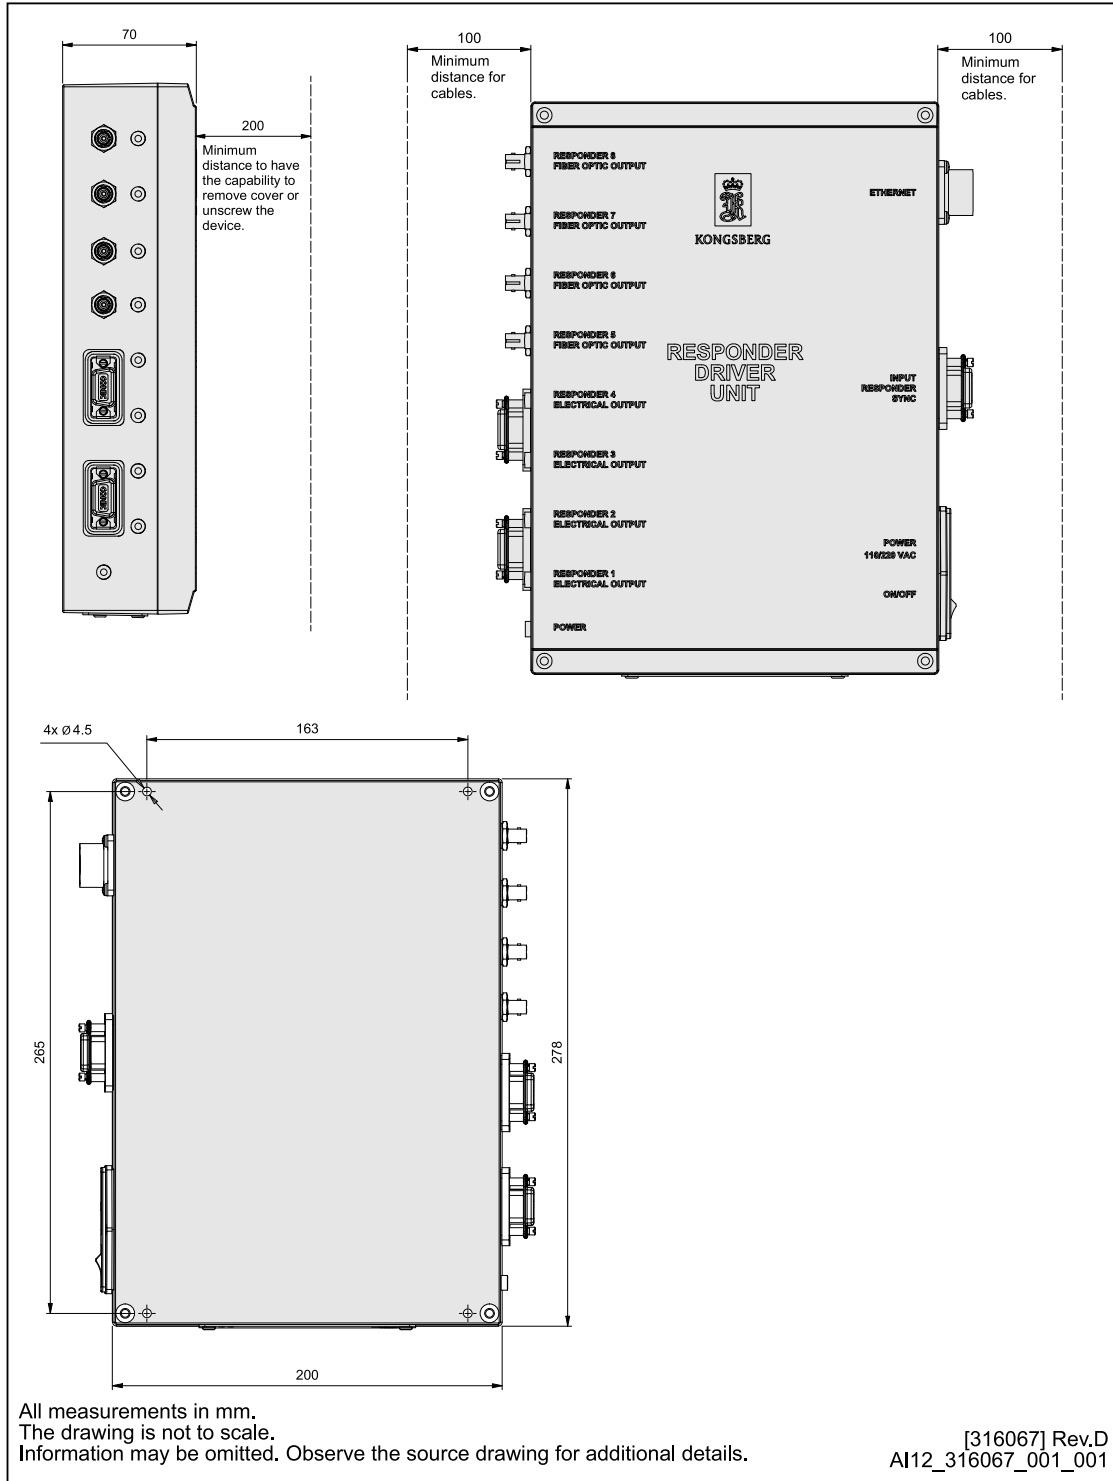 70
200
Minimum
distance to have
the capability to
remove cover or
unscrew the
device.
CONEC
CONEC
100
Minimum
distance for
cables.
100
Minimum
distance for
cables.
RESPONDER 8
FIBER OPTIC OUTPUT
RESPONDER 7
FIBER OPTIC OUTPUT
RESPONDER 6
FIBER OPTIC OUTPUT
RESPONDER 5
FIBER OPTIC OUTPUT
RESPONDER 4
ELECTRICAL OUTPUT
RESPONDER 3
ELECTRICAL OUTPUT
RESPONDER 2
ELECTRICAL OUTPUT
RESPONDER 1
ELECTRICAL OUTPUT
POWER
KONGSBERG
RESPONDER
DRIVER
UNIT
ETHERNET
INPUT
RESPONDER
SYNC
POWER
110/220 VAC
ON/OFF
4x Ø4.5
163
265
278
200
All measurements in mm.
The drawing is not to scale.
Information may be omitted. Observe the source drawing for additional details.
[316067] Rev.D
AI12_316067_001_001